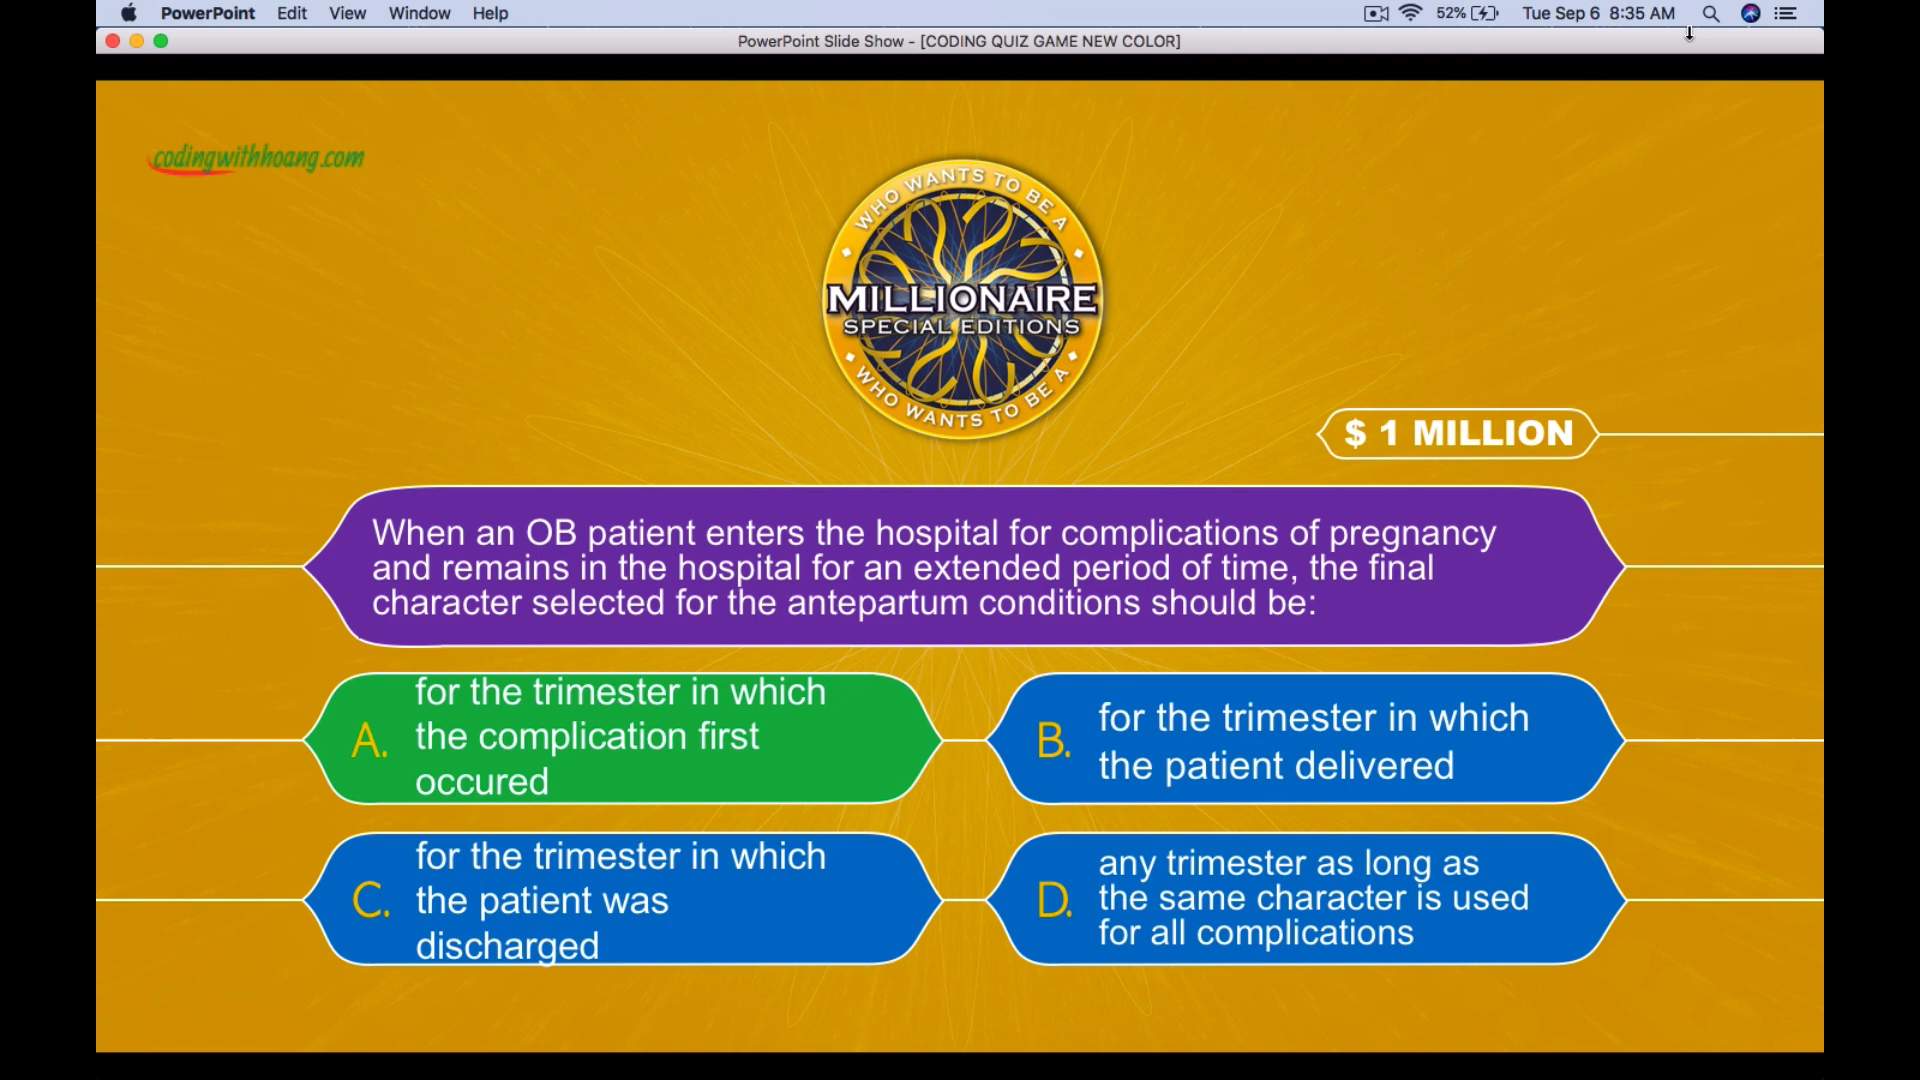 PowerPoint Edit View Window Help 52% Tue Sep 6 8:35 AM
PowerPoint Slide Show - [CODING QUIZ GAME NEW COLOR]
codingwithhoang.com
WHO WANTS TO BE A
MILLIONAIRE
SPECIAL EDITIONS
WHO WANTS TO BE A
$ 1 MILLION
When an OB patient enters the hospital for complications of pregnancy
and remains in the hospital for an extended period of time, the final
character selected for the antepartum conditions should be:
A. for the trimester in which
the complication first
occured
B. for the trimester in which
the patient delivered
C. for the trimester in which
the patient was
discharged
D. any trimester as long as
the same character is used
for all complications